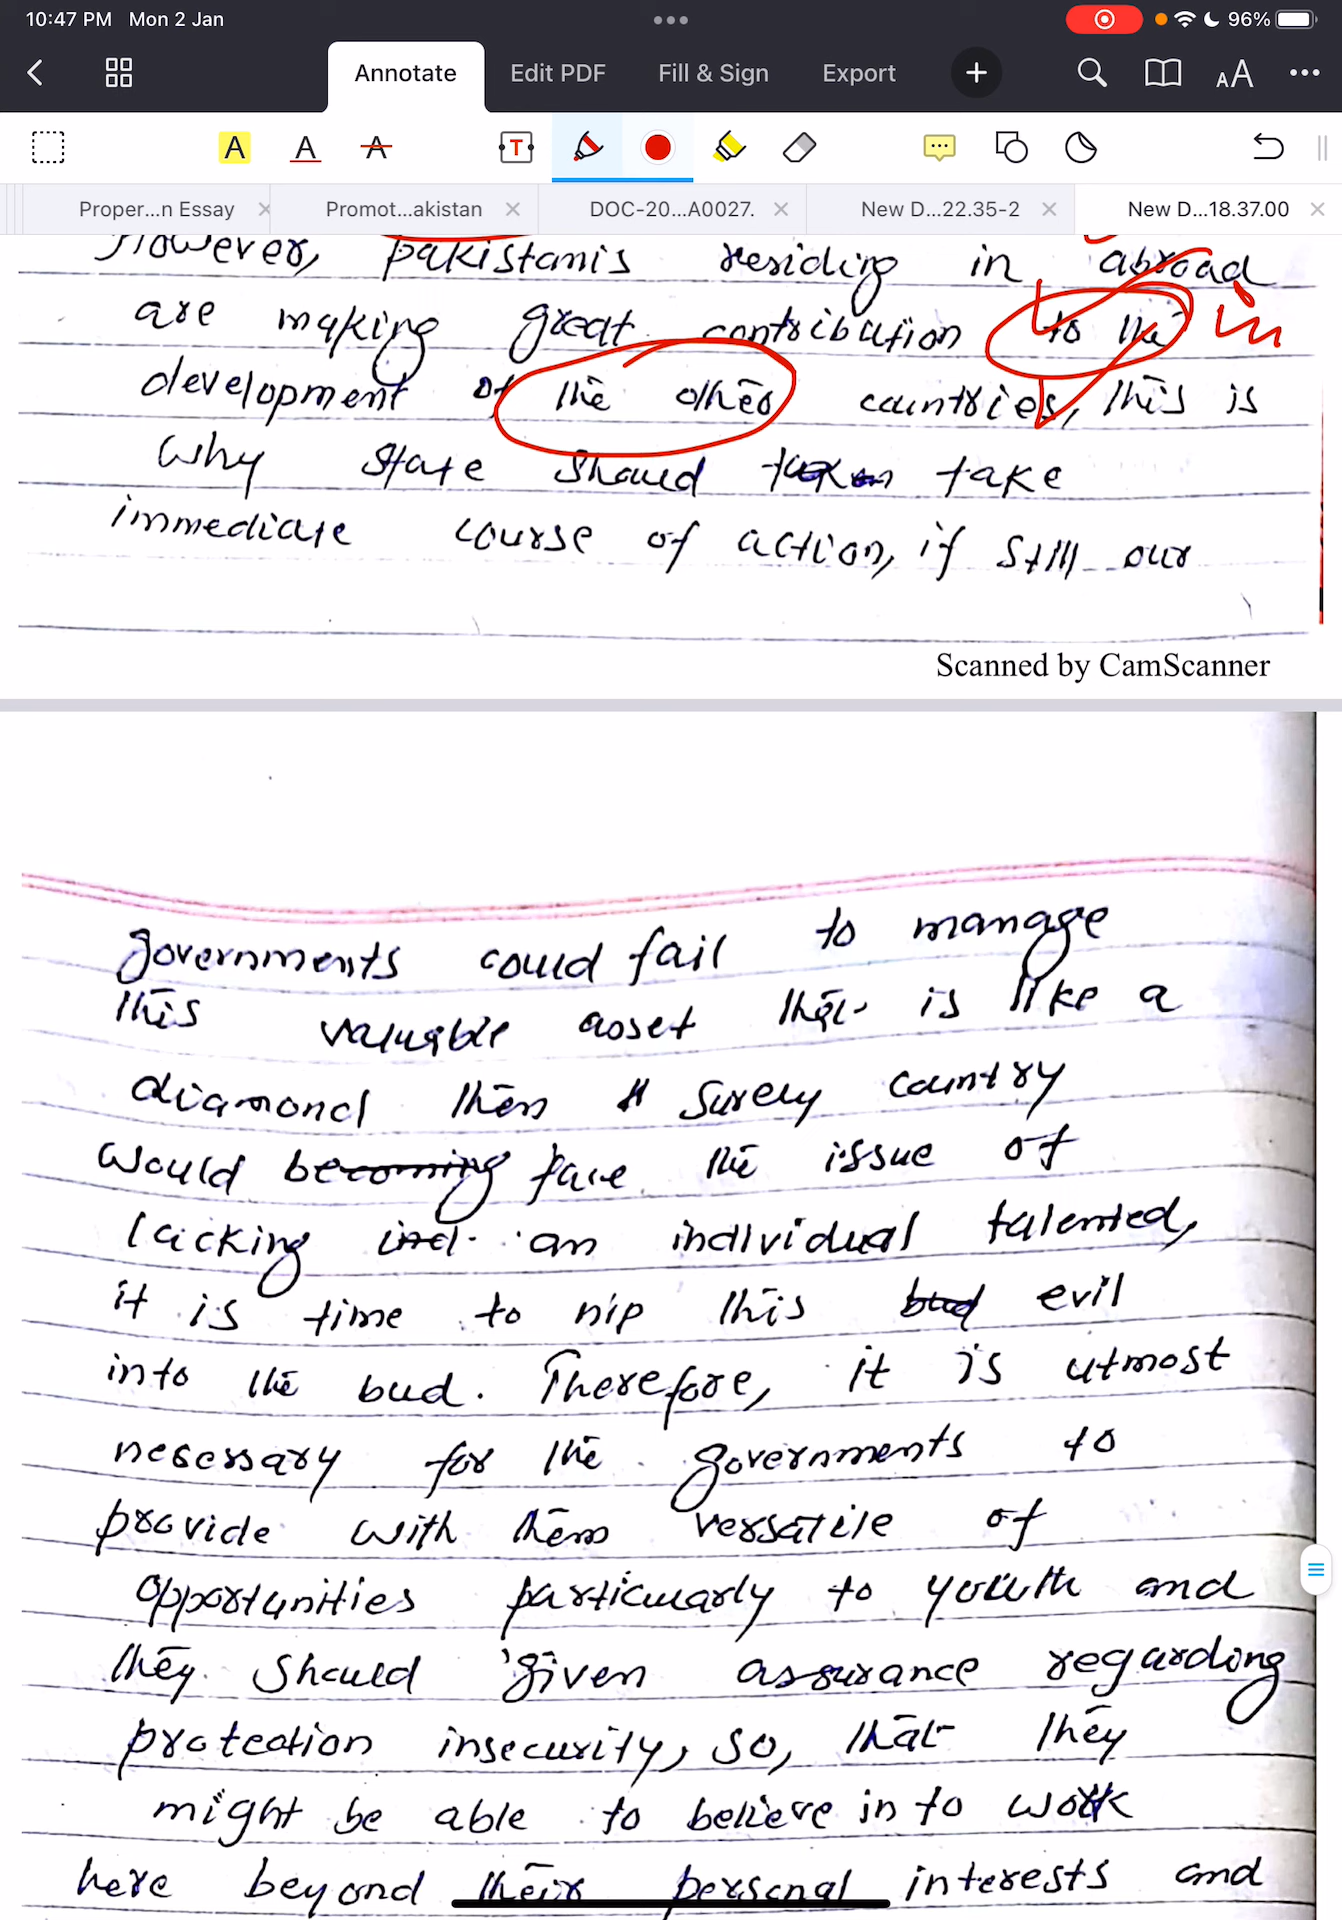 10:47 PM Mon 2 Jan
96%
Annotate Edit PDF Fill & Sign Export
AA
A A A T
Proper...n Essay Promot...akistan DOC-20...A0027. New D...22.35-2 New D...18.37.00
However, pakistanis residing in abroad
are making great contribution to the in
development of the other countries, this is
why state should taken take
immediate course of action, if still our
Scanned by CamScanner
governments could fail to manage
this valuable asset that is like a
diamond then surely country
would becoming face the issue of
lacking ind. an individual talented,
it is time to nip this bud evil
into the bud. Therefore, it is utmost
necessary for the governments to
provide with them versatile of
opportunities particularly to youth and
they should given assurance regarding
protection insecurity, so, that they
might be able to believe in to work
here beyond their personal interests and